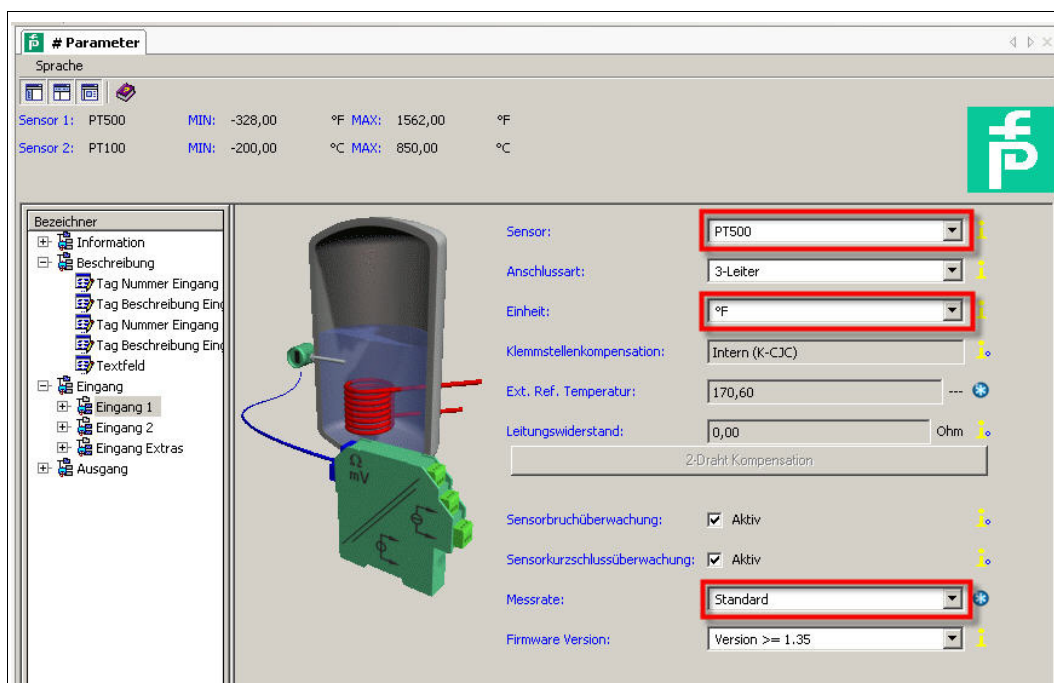 # Parameter
Sprache
Sensor 1: PT500 MIN: -328,00 °F MAX: 1562,00 °F
Sensor 2: PT100 MIN: -200,00 °C MAX: 850,00 °C
Bezeichner
Information
Beschreibung
Tag Nummer Eingang
Tag Beschreibung Ein
Tag Nummer Eingang
Tag Beschreibung Ein
Textfeld
Eingang
Eingang 1
Eingang 2
Eingang Extras
Ausgang
Ω
mV
Sensor: PT500
Anschlussart: 3-Leiter
Einheit: °F
Klemmstellenkompensation: Intern (K-CJC)
Ext. Ref. Temperatur: 170,60 ---
Leitungswiderstand: 0,00 Ohm
2-Draht Kompensation
Sensorbruchüberwachung: Aktiv
Sensorkurzschlussüberwachung: Aktiv
Messrate: Standard
Firmware Version: Version >= 1.35